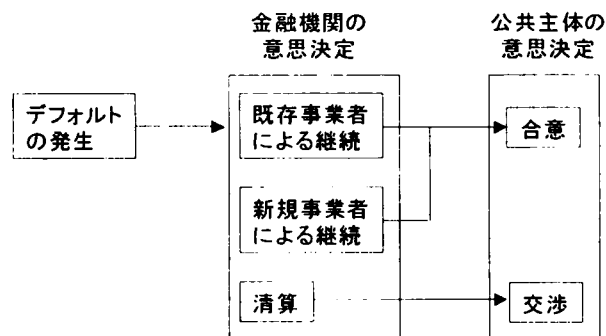 金融機関の
意思決定
公共主体の
意思決定
デフォルト
の発生
既存事業者
による継続
合意
新規事業者
による継続
清算
交渉